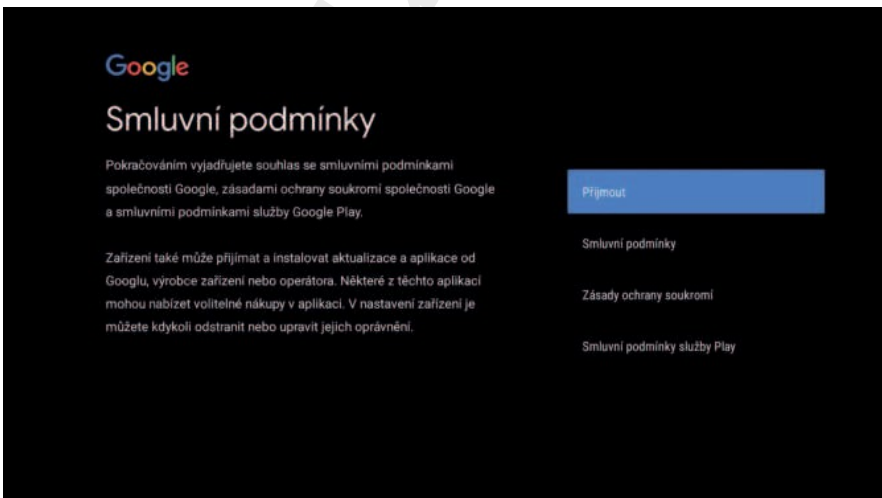 Google
Smluvní podmínky
Pokračováním vyjadřujete souhlas se smluvními podmínkami
společnosti Google, zásadami ochrany soukromí společnosti Google
a smluvními podmínkami služby Google Play.
Zařízení také může přijímat a instalovat aktualizace a aplikace od
Googlu, výrobce zařízení nebo operátora. Některé z těchto aplikací
mohou nabízet volitelné nákupy v aplikaci. V nastavení zařízení je
můžete kdykoli odstranit nebo upravit jejich oprávnění.
Přijmout
Smluvní podmínky
Zásady ochrany soukromí
Smluvní podmínky služby Play